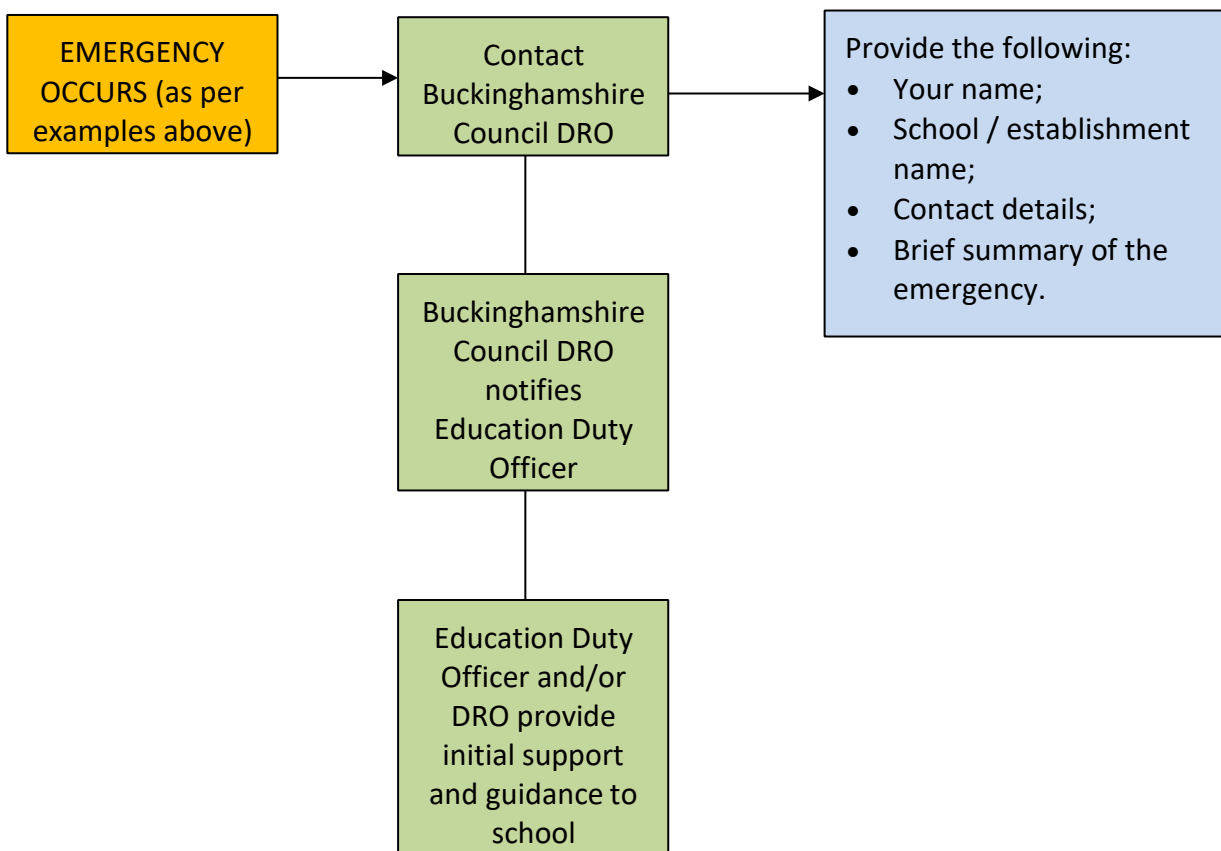 EMERGENCY
OCCURS (as per
examples above)
Contact
Buckinghamshire
Council DRO
Provide the following:
• Your name;
• School / establishment
name;
• Contact details;
• Brief summary of the
emergency.
Buckinghamshire
Council DRO
notifies
Education Duty
Officer
Education Duty
Officer and/or
DRO provide
initial support
and guidance to
school